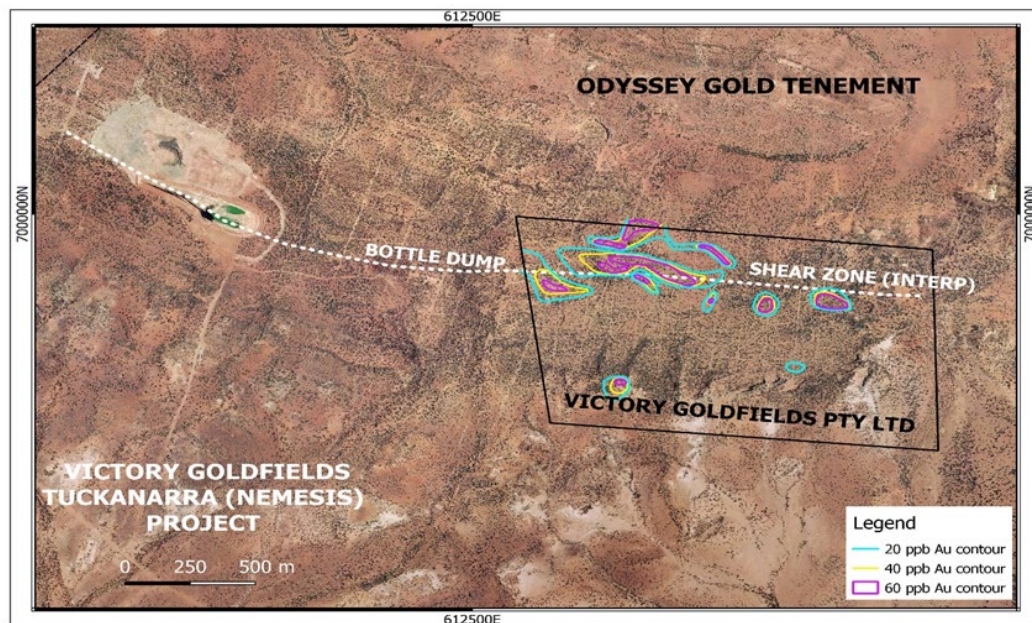 612500E
ODYSSEY GOLD TENEMENT
7000000N
7000000N
BOTTLE DUMP
SHEAR ZONE (INTERP)
VICTORY GOLDFIELDS PTY LTD
VICTORY GOLDFIELDS
TUCKANARRA (NEMESIS)
PROJECT
0 250 500 m
Legend
20 ppb Au contour
40 ppb Au contour
60 ppb Au contour
612500E